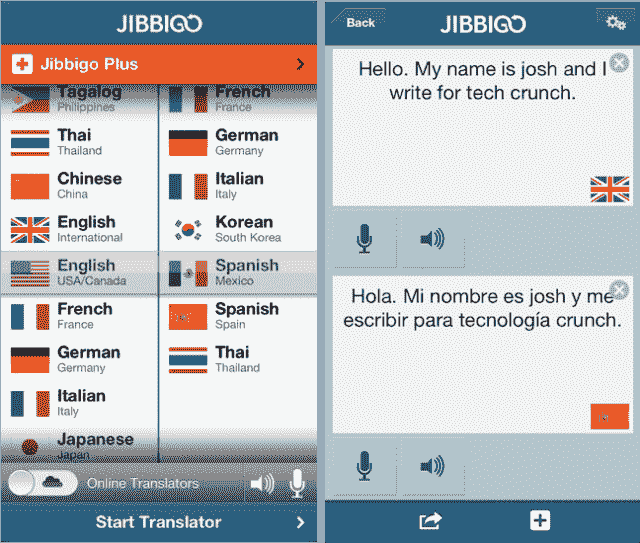 JIBBIGO
Jibbigo Plus
Tagalog
Philippines
Thai
Thailand
Chinese
China
English
International
English
USA/Canada
French
France
German
Germany
Italian
Italy
Japanese
Japan
French
France
German
Germany
Italian
Italy
Korean
South Korea
Spanish
Mexico
Spanish
Spain
Thai
Thailand
Online Translators
Start Translator
Back
JIBBIGO
Hello. My name is josh and I
write for tech crunch.
Hola. Mi nombre es josh y me
escribir para tecnología crunch.